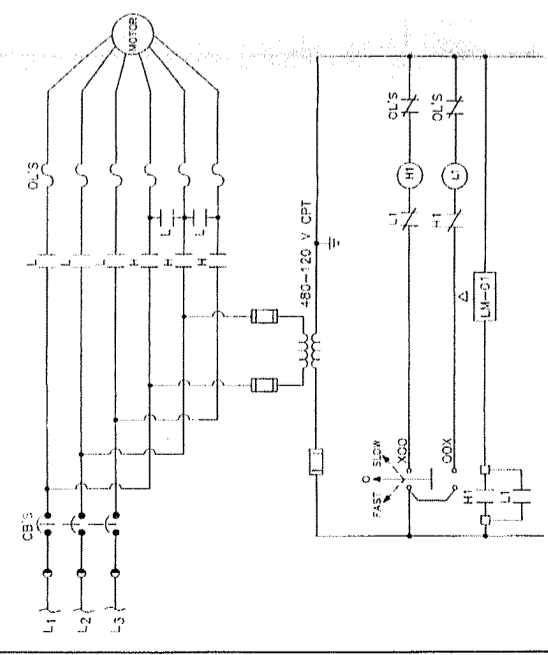 MOTOR
OL'S
L
L
L
H
H
H
L
L
CB's
L1
L2
L3
480-120 V CPT
OL'S
OL'S
H1
L1
L1
H1
LM-01
FAST
O
SLOW
XOO
OOX
H1
L1